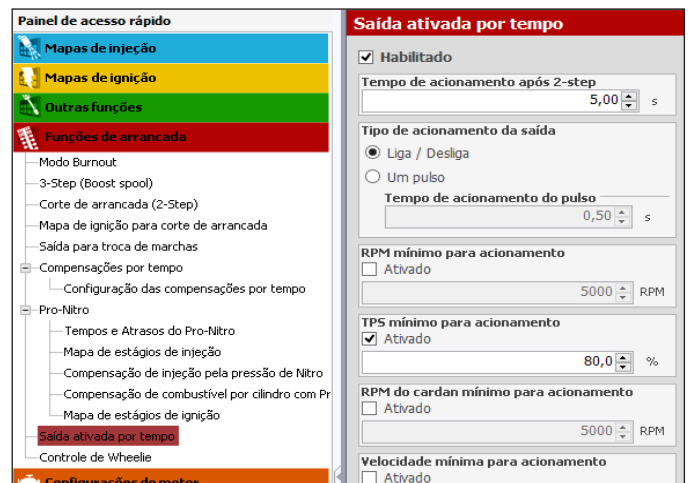 Painel de acesso rápido
Mapas de injeção
Mapas de ignição
Outras funções
Funções de arrancada
Modo Burnout
3-Step (Boost spool)
Corte de arrancada (2-Step)
Mapa de ignição para corte de arrancada
Saída para troca de marchas
Compensações por tempo
Configuração das compensações por tempo
Pro-Nitro
Tempos e Atrasos do Pro-Nitro
Mapa de estágios de injeção
Compensação de injeção pela pressão de Nitro
Compensação de combustível por cilindro com Pr
Mapa de estágios de ignição
Saída ativada por tempo
Controle de Wheelie
Configurações do motor
Saída ativada por tempo
Habilitado
Tempo de acionamento após 2-step
5,00 s
Tipo de acionamento da saída
Liga / Desliga
Um pulso
Tempo de acionamento do pulso
0,50 s
RPM mínimo para acionamento
Ativado
5000 RPM
TPS mínimo para acionamento
Ativado
80,0 %
RPM do cardan mínimo para acionamento
Ativado
5000 RPM
Velocidade mínima para acionamento
Ativado